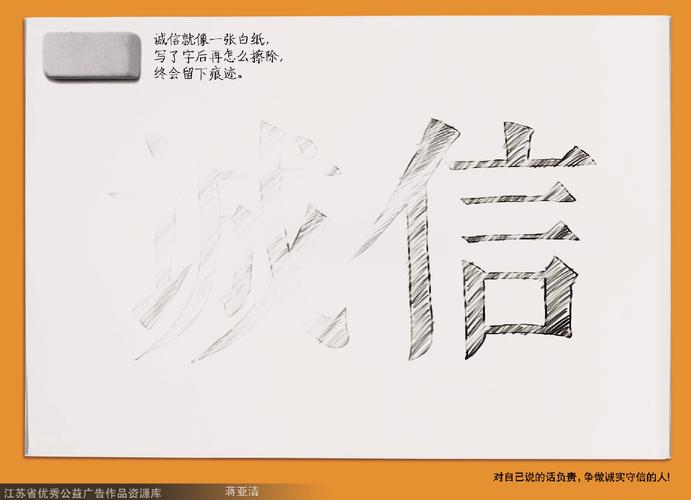 诚信就像一张白纸,
写了字后再怎么擦除,
终会留下痕迹。
诚信
对自己说的话负责,争做诚实守信的人!
江苏省优秀公益广告作品资源库 蒋亚清